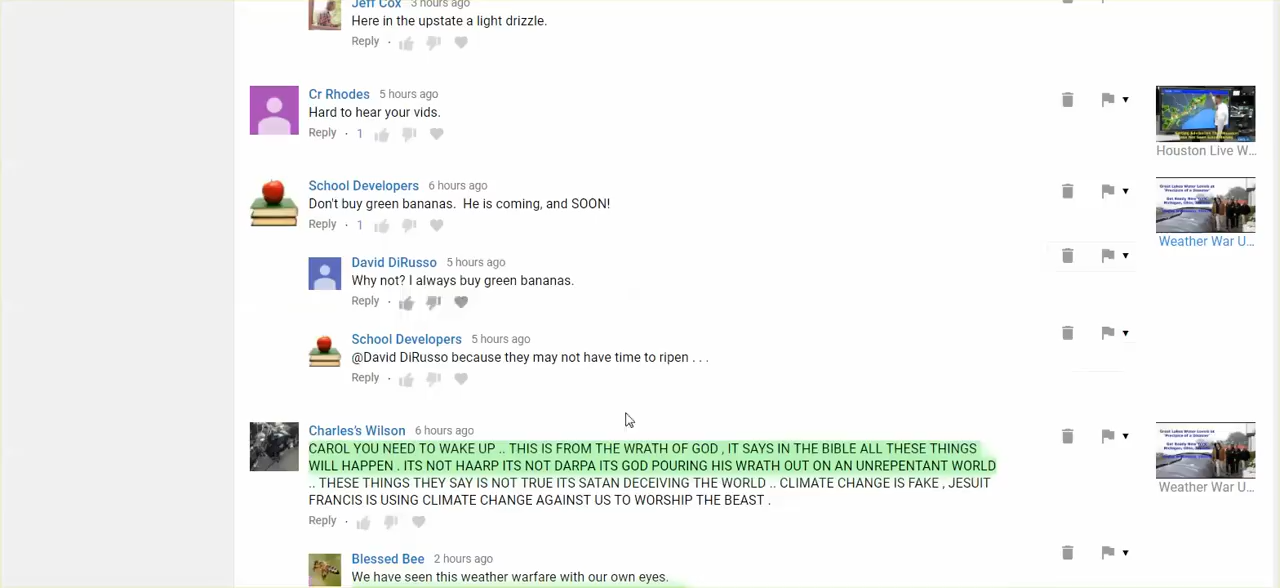 Jeff Cox 3 hours ago
Here in the upstate a light drizzle.
Reply ·
Cr Rhodes 5 hours ago
Hard to hear your vids.
Reply · 1
Houston Live W...
School Developers 6 hours ago
Don't buy green bananas. He is coming, and SOON!
Reply · 1
Weather War U...
David DiRusso 5 hours ago
Why not? I always buy green bananas.
Reply ·
School Developers 5 hours ago
@David DiRusso because they may not have time to ripen . . .
Reply ·
Charles's Wilson 6 hours ago
CAROL YOU NEED TO WAKE UP .. THIS IS FROM THE WRATH OF GOD , IT SAYS IN THE BIBLE ALL THESE THINGS
WILL HAPPEN . ITS NOT HAARP ITS NOT DARPA ITS GOD POURING HIS WRATH OUT ON AN UNREPENTANT WORLD
.. THESE THINGS THEY SAY IS NOT TRUE ITS SATAN DECEIVING THE WORLD .. CLIMATE CHANGE IS FAKE , JESUIT
FRANCIS IS USING CLIMATE CHANGE AGAINST US TO WORSHIP THE BEAST .
Reply ·
Weather War U...
Blessed Bee 2 hours ago
We have seen this weather warfare with our own eyes.